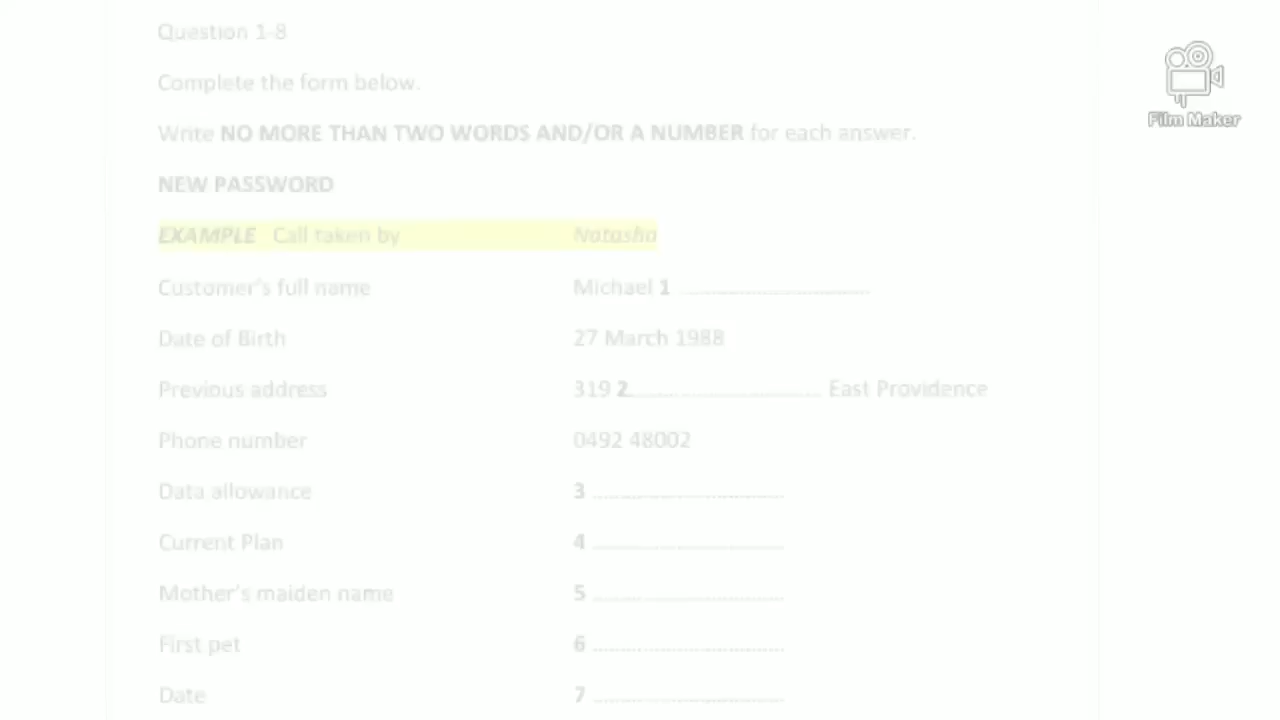 Question 1-8
Complete the form below.
Write NO MORE THAN TWO WORDS AND/OR A NUMBER for each answer.
NEW PASSWORD
EXAMPLE Call taken by Natasha
Customer's full name Michael 1 ........................
Date of Birth 27 March 1988
Previous address 319 2........................ East Providence
Phone number 0492 48002
Data allowance 3 ........................
Current Plan 4 ........................
Mother's maiden name 5 ........................
First pet 6 ........................
Date 7 ........................
Film Maker